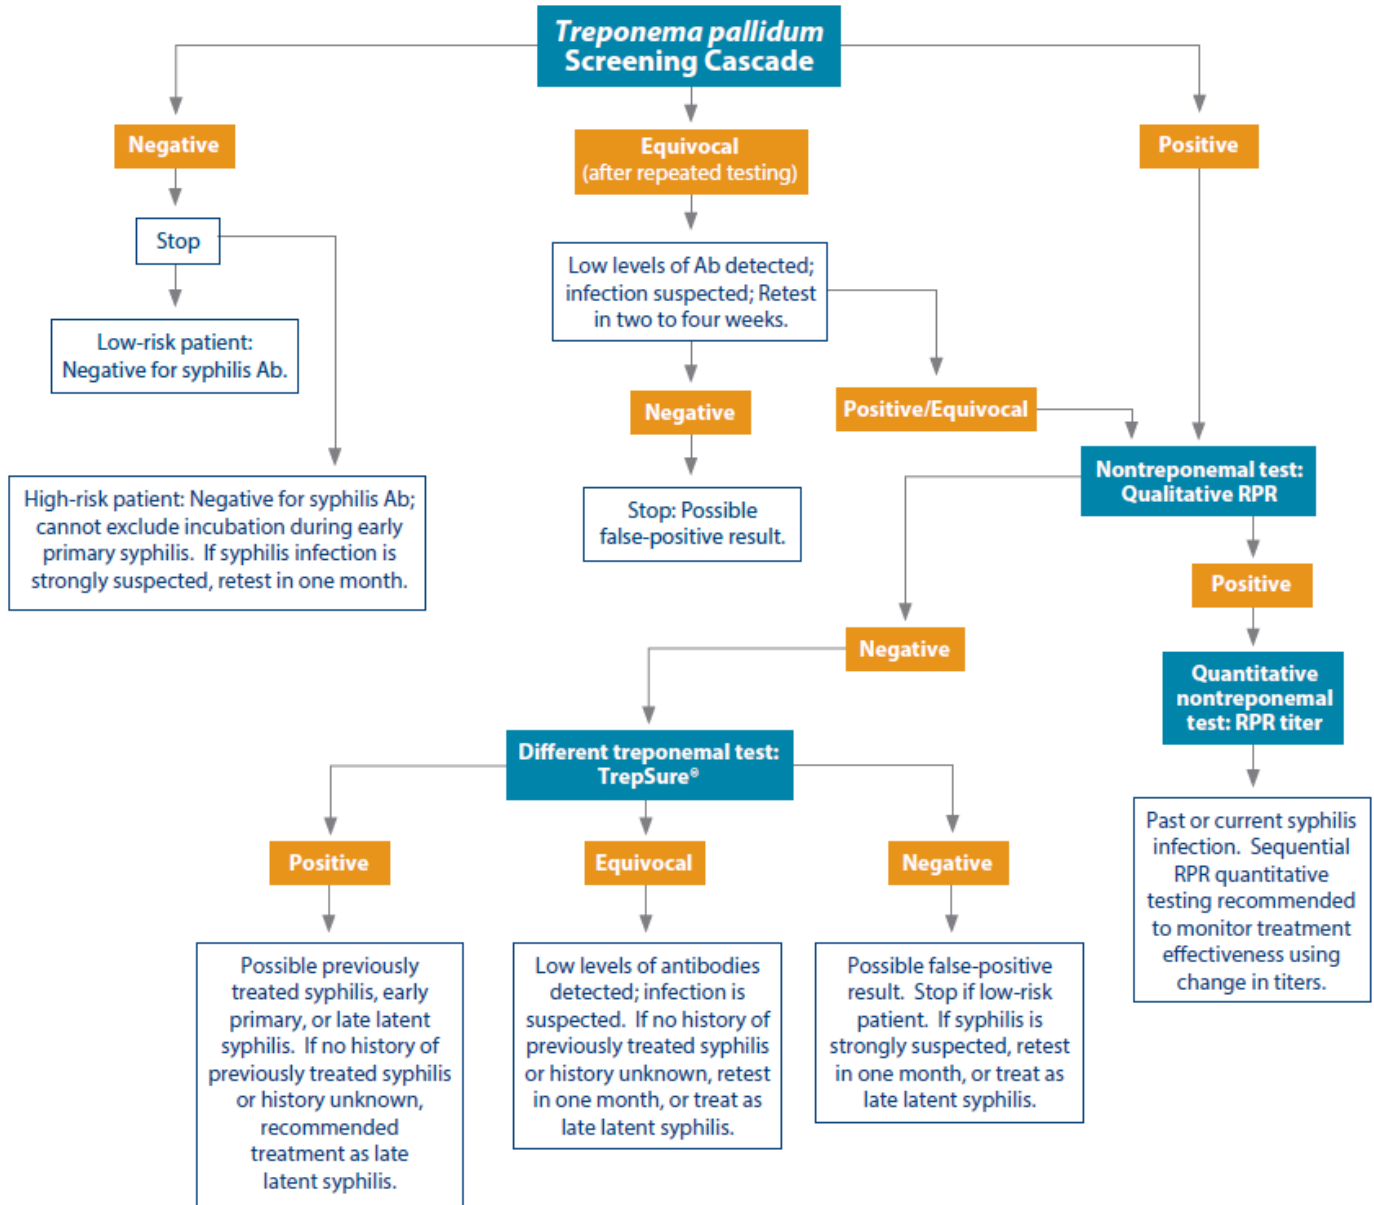 Treponema pallidum
Screening Cascade
Negative
Equivocal
(after repeated testing)
Positive
Stop
Low levels of Ab detected;
infection suspected; Retest
in two to four weeks.
Low-risk patient:
Negative for syphilis Ab.
Negative
Positive/Equivocal
High-risk patient: Negative for syphilis Ab;
cannot exclude incubation during early
primary syphilis. If syphilis infection is
strongly suspected, retest in one month.
Stop: Possible
false-positive result.
Nontreponemal test:
Qualitative RPR
Positive
Negative
Quantitative
nontreponemal
test: RPR titer
Different treponemal test:
TrepSure®
Positive
Equivocal
Negative
Past or current syphilis
infection. Sequential
RPR quantitative
testing recommended
to monitor treatment
effectiveness using
change in titers.
Possible previously
treated syphilis, early
primary, or late latent
syphilis. If no history of
previously treated syphilis
or history unknown,
recommended
treatment as late
latent syphilis.
Low levels of antibodies
detected; infection is
suspected. If no history of
previously treated syphilis
or history unknown, retest
in one month, or treat as
late latent syphilis.
Possible false-positive
result. Stop if low-risk
patient. If syphilis is
strongly suspected, retest
in one month, or treat as
late latent syphilis.